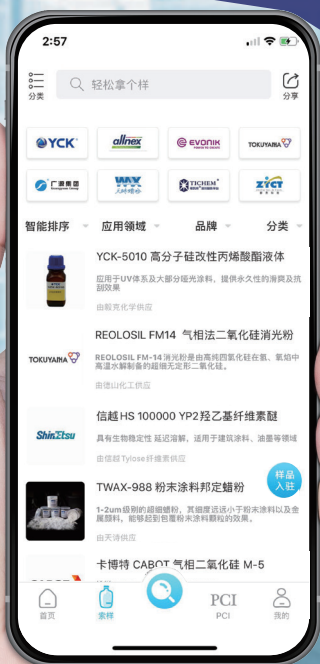 2:57
分类
轻松拿个样
分享
YCK
allnex
EVONIK
TOKUYAMA
广源集团
TICHEM
ZYCT
智能排序 应用领域 品牌 分类
YCK-5010 高分子硅改性丙烯酸酯液体
应用于UV体系及大部分哑光涂料，提供永久性的滑爽及抗
刮效果
由毅克化学供应
REOLOSIL FM14 气相法二氧化硅消光粉
TOKUYAMA
REOLOSIL FM-14消光粉是由高纯四氯化硅在氢、氧焰中
高温水解制备的超细无定形二氧化硅。
由德山化工供应
信越HS 100000 YP2羟乙基纤维素醚
ShinEtsu
具有生物稳定性 延迟溶解，适用于建筑涂料、油墨等领域
由信越Tylose纤维素供应
样品
入驻
TWAX-988 粉末涂料邦定蜡粉
1-2um级别的超细蜡粉，其细度远远小于粉末涂料以及金
属颜料，能够起到包覆粉末涂料颗粒的效果。
由天诗供应
卡博特 CABOT 气相二氧化硅 M-5
PCI
首页
索样
PCI
我的